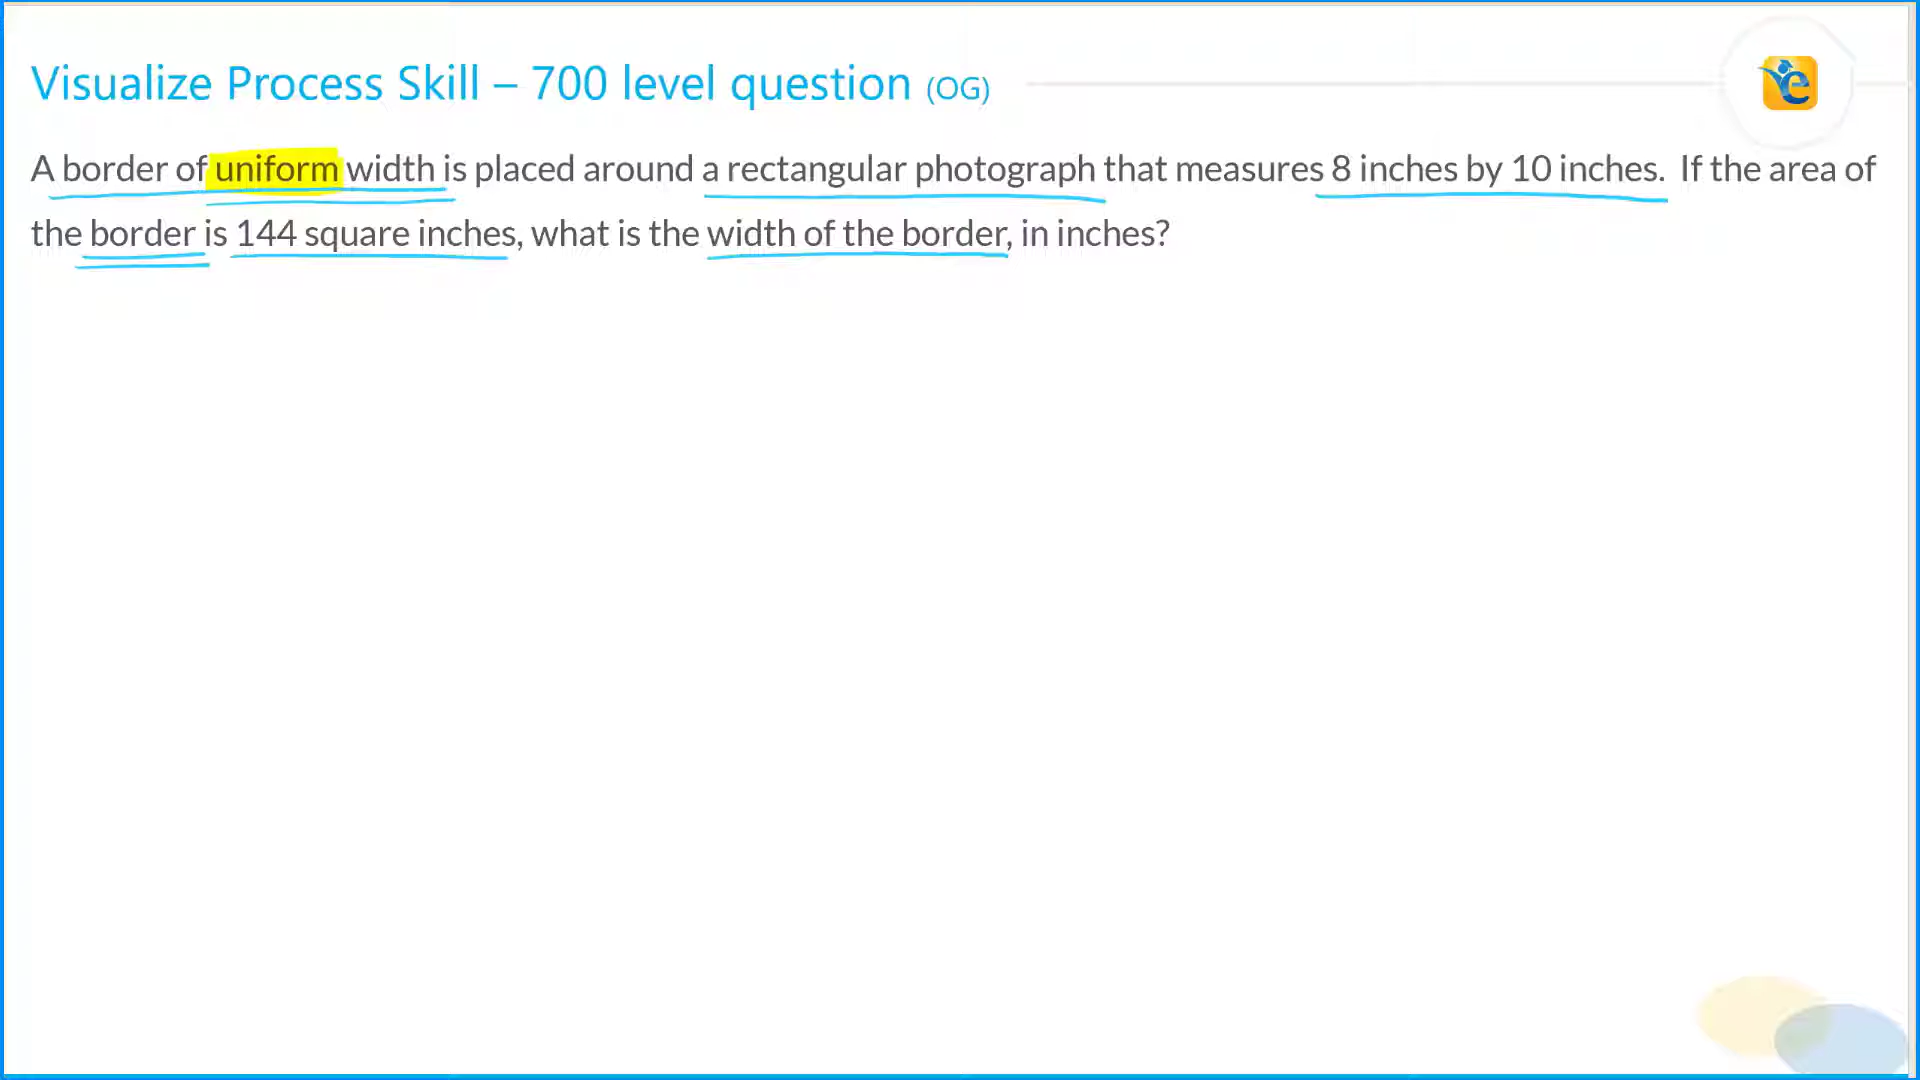 Visualize Process Skill – 700 level question (OG)
A border of uniform width is placed around a rectangular photograph that measures 8 inches by 10 inches. If the area of
the border is 144 square inches, what is the width of the border, in inches?